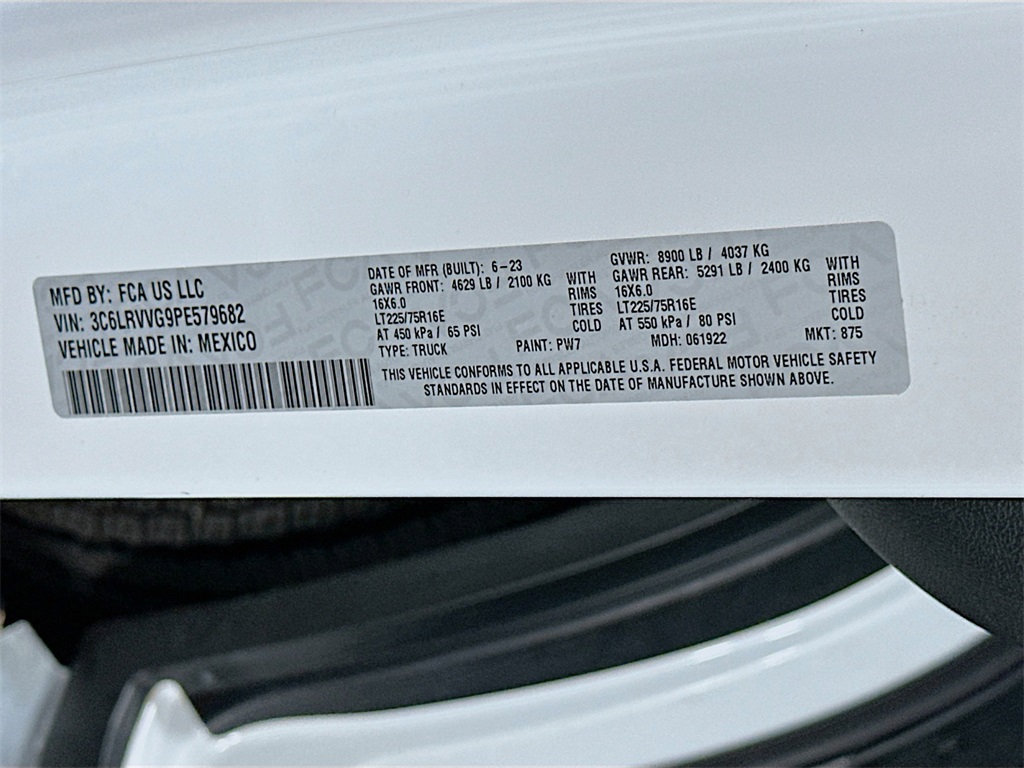 MFD BY: FCA US LLC
VIN: 3C6LRVVG9PE579682
VEHICLE MADE IN: MEXICO
DATE OF MFR (BUILT): 6-23
GAWR FRONT: 4629 LB / 2100 KG WITH
16X6.0 RIMS
LT225/75R16E TIRES
AT 450 kPa / 65 PSI COLD
TYPE: TRUCK PAINT: PW7
GVWR: 8900 LB / 4037 KG
GAWR REAR: 5291 LB / 2400 KG WITH
16X6.0 RIMS
LT225/75R16E TIRES
AT 550 kPa / 80 PSI COLD
MDH: 061922 MKT: 875
THIS VEHICLE CONFORMS TO ALL APPLICABLE U.S.A. FEDERAL MOTOR VEHICLE SAFETY
STANDARDS IN EFFECT ON THE DATE OF MANUFACTURE SHOWN ABOVE.